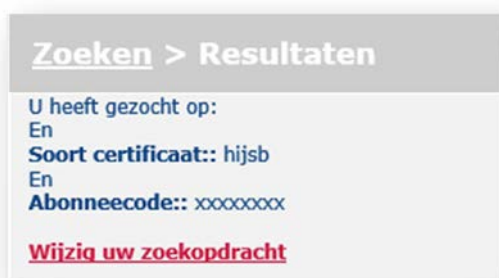 Zoeken > Resultaten
U heeft gezocht op:
En
Soort certificaat:: hijsb
En
Abonneecode:: xxxxxxxx
Wijzig uw zoekopdracht